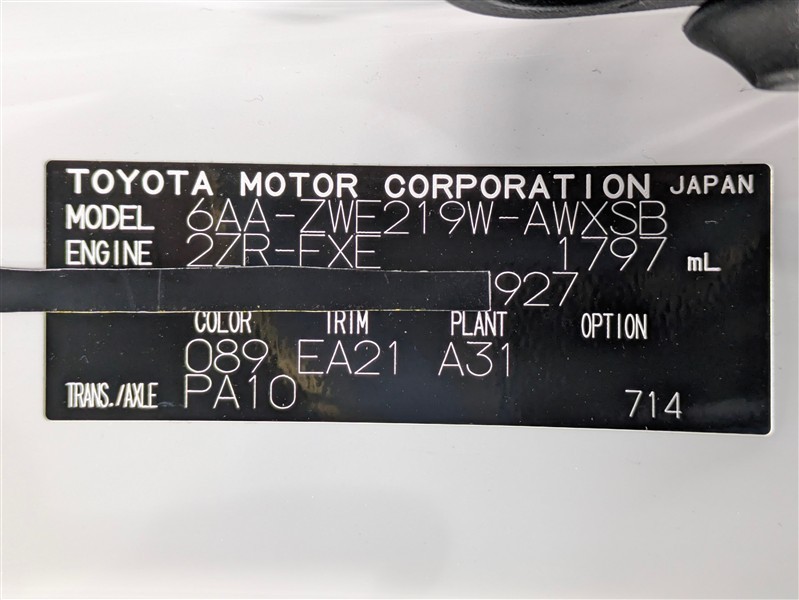 TOYOTA MOTOR CORPORATION JAPAN
MODEL 6AA-ZWE219W-AWXSB
ENGINE 2ZR-FXE 1797 mL
927
COLOR TRIM PLANT OPTION
089 EA21 A31
TRANS./AXLE PA10 714